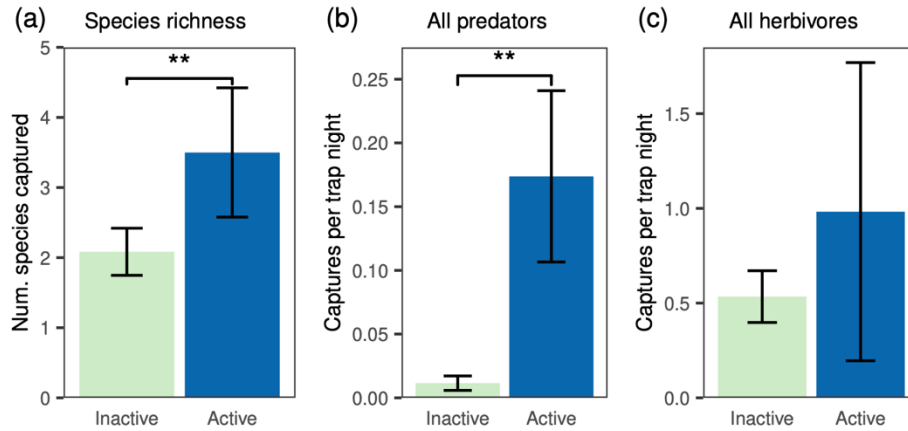 (a) Species richness
Num. species captured
5
4
3
2
1
0
**
Inactive Active
(b) All predators
Captures per trap night
0.25
0.20
0.15
0.10
0.05
0.00
**
Inactive Active
(c) All herbivores
Captures per trap night
1.5
1.0
0.5
0.0
Inactive Active